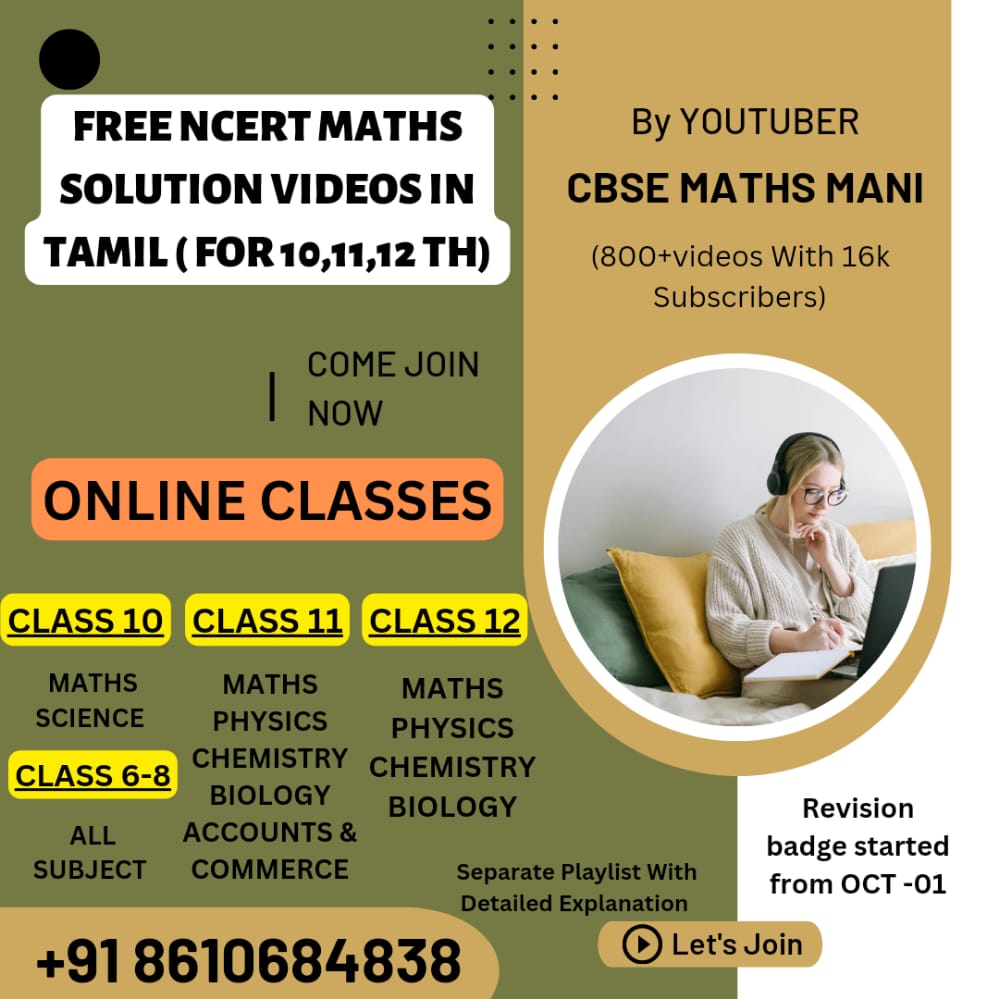 FREE NCERT MATHS
SOLUTION VIDEOS IN
TAMIL ( FOR 10,11,12 TH)
By YOUTUBER
CBSE MATHS MANI
(800+videos With 16k
Subscribers)
COME JOIN
NOW
ONLINE CLASSES
CLASS 10
MATHS
SCIENCE
CLASS 6-8
ALL
SUBJECT
CLASS 11
MATHS
PHYSICS
CHEMISTRY
BIOLOGY
ACCOUNTS &
COMMERCE
CLASS 12
MATHS
PHYSICS
CHEMISTRY
BIOLOGY
Revision
badge started
from OCT -01
Separate Playlist With
Detailed Explanation
Let's Join
+91 8610684838